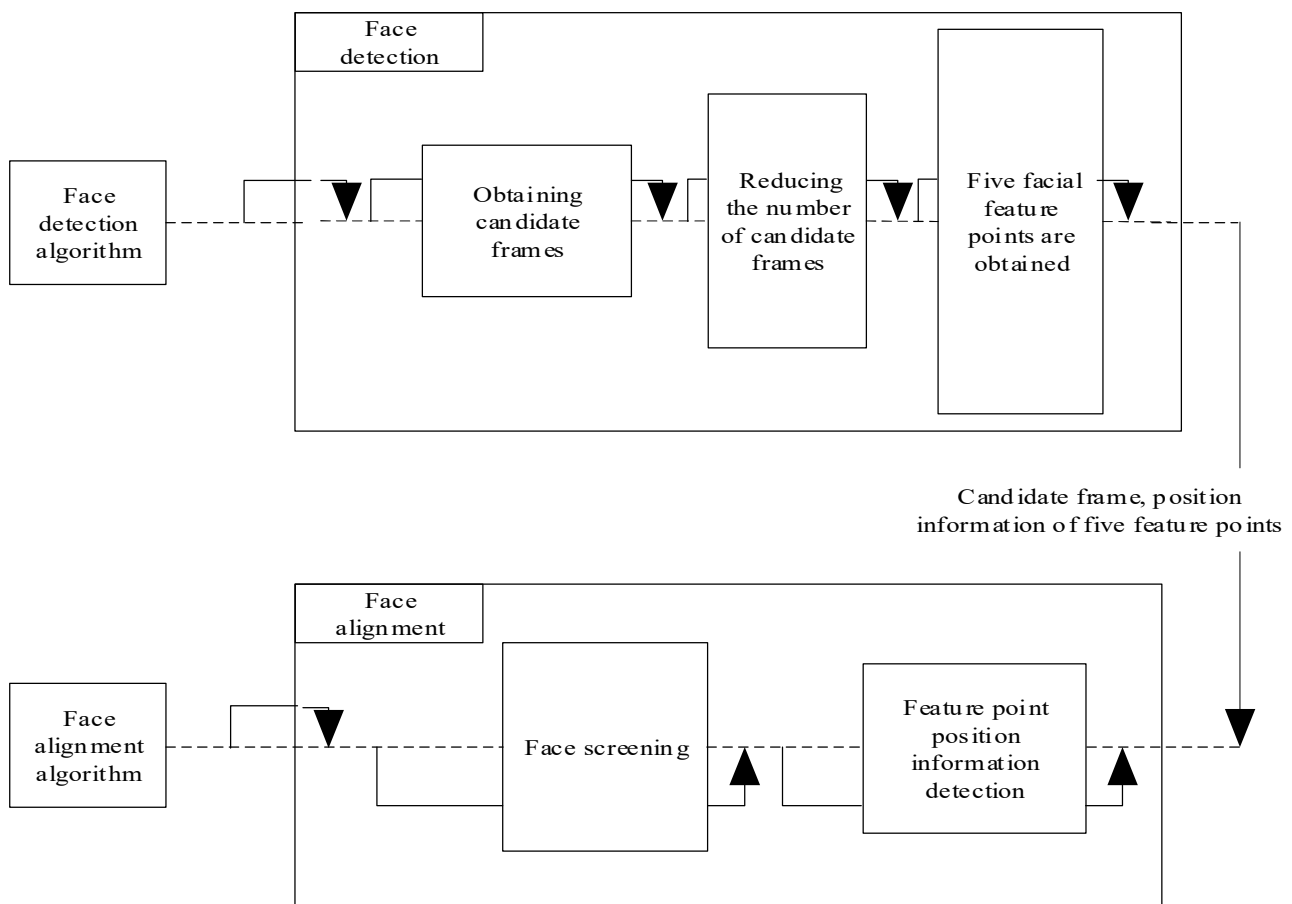 Face
detection
Face
detection
algorithm
Obtaining
candidate
frames
Reducing
the number
of candidate
frames
Five facial
feature
points are
obtained
Candidate frame, position
information of five feature points
Face
alignment
Face
alignment
algorithm
Face screening
Feature point
position
information
detection